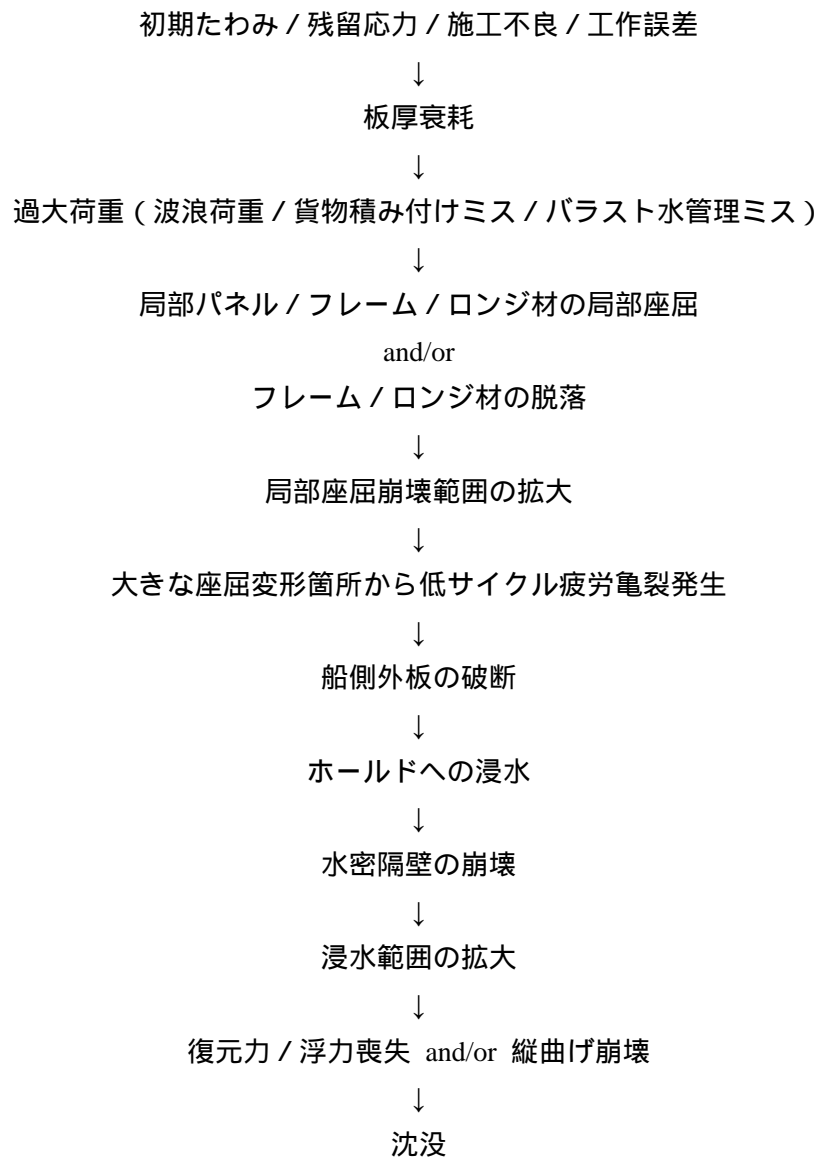 初期たわみ / 残留応力 / 施工不良 / 工作誤差
↓
板厚衰耗
↓
過大荷重 ( 波浪荷重 / 貨物積み付けミス / バラスト水管理ミス )
↓
局部パネル / フレーム / ロンジ材の局部座屈
and/or
フレーム / ロンジ材の脱落
↓
局部座屈崩壊範囲の拡大
↓
大きな座屈変形箇所から低サイクル疲労亀裂発生
↓
船側外板の破断
↓
ホールドへの浸水
↓
水密隔壁の崩壊
↓
浸水範囲の拡大
↓
復元力 / 浮力喪失 and/or 縦曲げ崩壊
↓
沈没